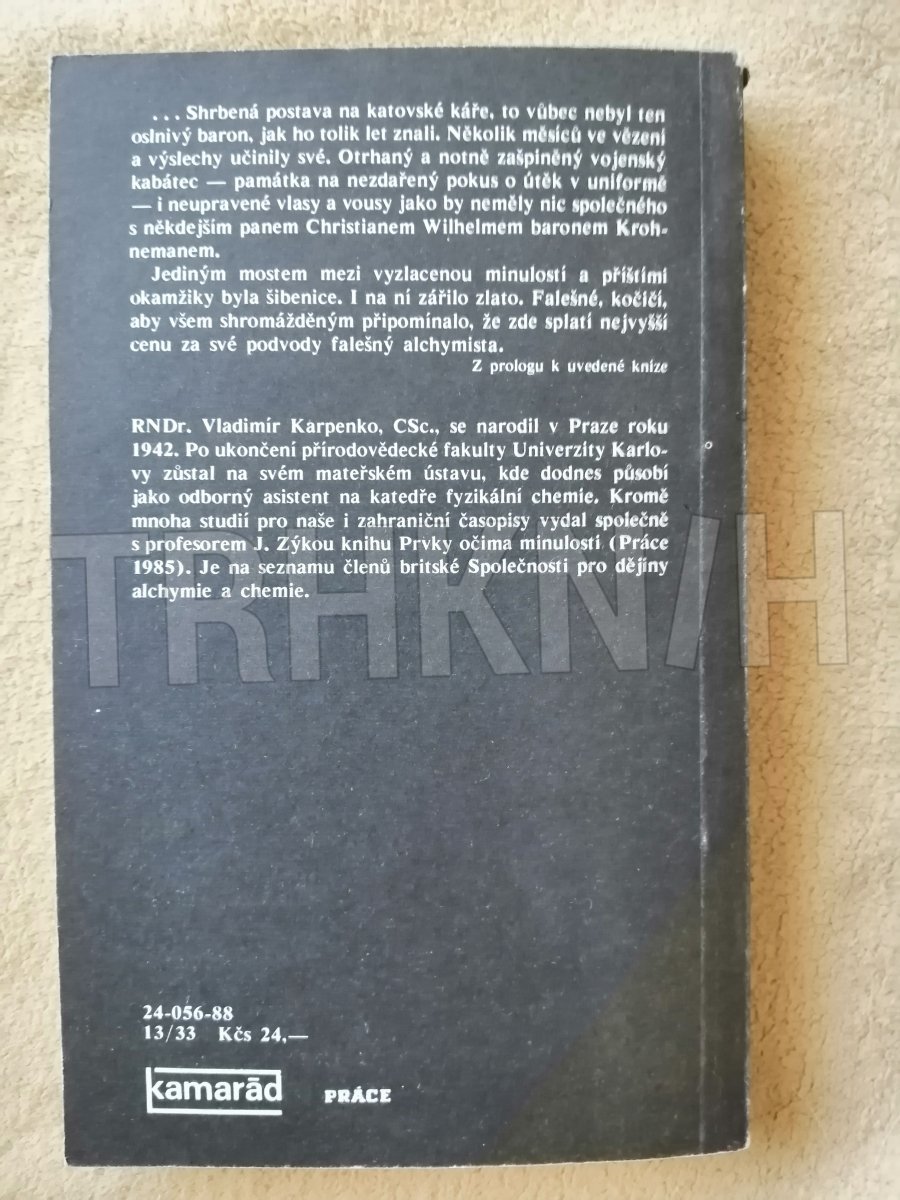 ... Shrbená postava na katovské káře, to vůbec nebyl ten
oslnivý baron, jak ho tolik let znali. Několik měsíců ve vězení
a výslechy učinily své. Otrhaný a notně zašpiněný vojenský
kabátec — památka na nezdařený pokus o útěk v uniformě
— i neupravené vlasy a vousy jako by neměly nic společného
s někdejším panem Christianem Wilhelmem baronem Kroh-
nemanem.
Jediným mostem mezi vyzlacenou minulostí a příštími
okamžiky byla šibenice. I na ní zářilo zlato. Falešné, kočičí,
aby všem shromážděným připomínalo, že zde splatí nejvyšší
cenu za své podvody falešný alchymista.
Z prologu k uvedené knize
RNDr. Vladimír Karpenko, CSc., se narodil v Praze roku
1942. Po ukončení přírodovědecké fakulty Univerzity Karlo-
vy zůstal na svém mateřském ústavu, kde dodnes působí
jako odborný asistent na katedře fyzikální chemie. Kromě
mnoha studií pro naše i zahraniční časopisy vydal společně
s profesorem J. Zýkou knihu Prvky očima minulosti (Práce
1985). Je na seznamu členů britské Společnosti pro dějiny
alchymie a chemie.
TRHKNIH
24-056-88
13/33 Kčs 24,—
kamarád PRÁCE